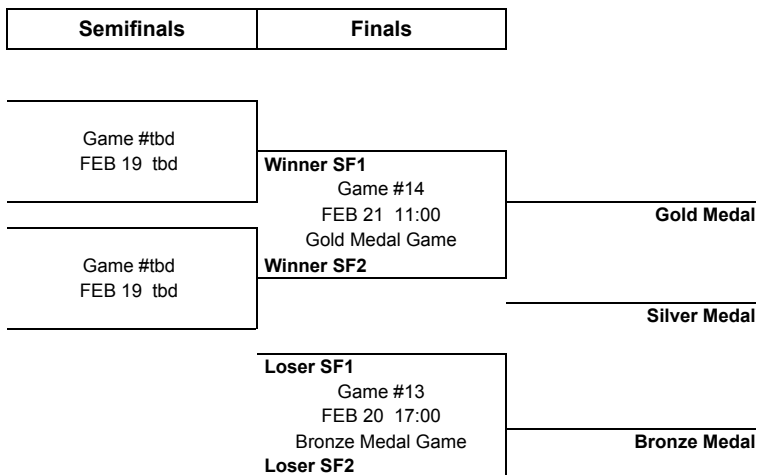 Semifinals Finals
Game #tbd
FEB 19 tbd
Winner SF1
Game #14
FEB 21 11:00
Gold Medal Game
Winner SF2
Gold Medal
Game #tbd
FEB 19 tbd
Silver Medal
Loser SF1
Game #13
FEB 20 17:00
Bronze Medal Game
Loser SF2
Bronze Medal